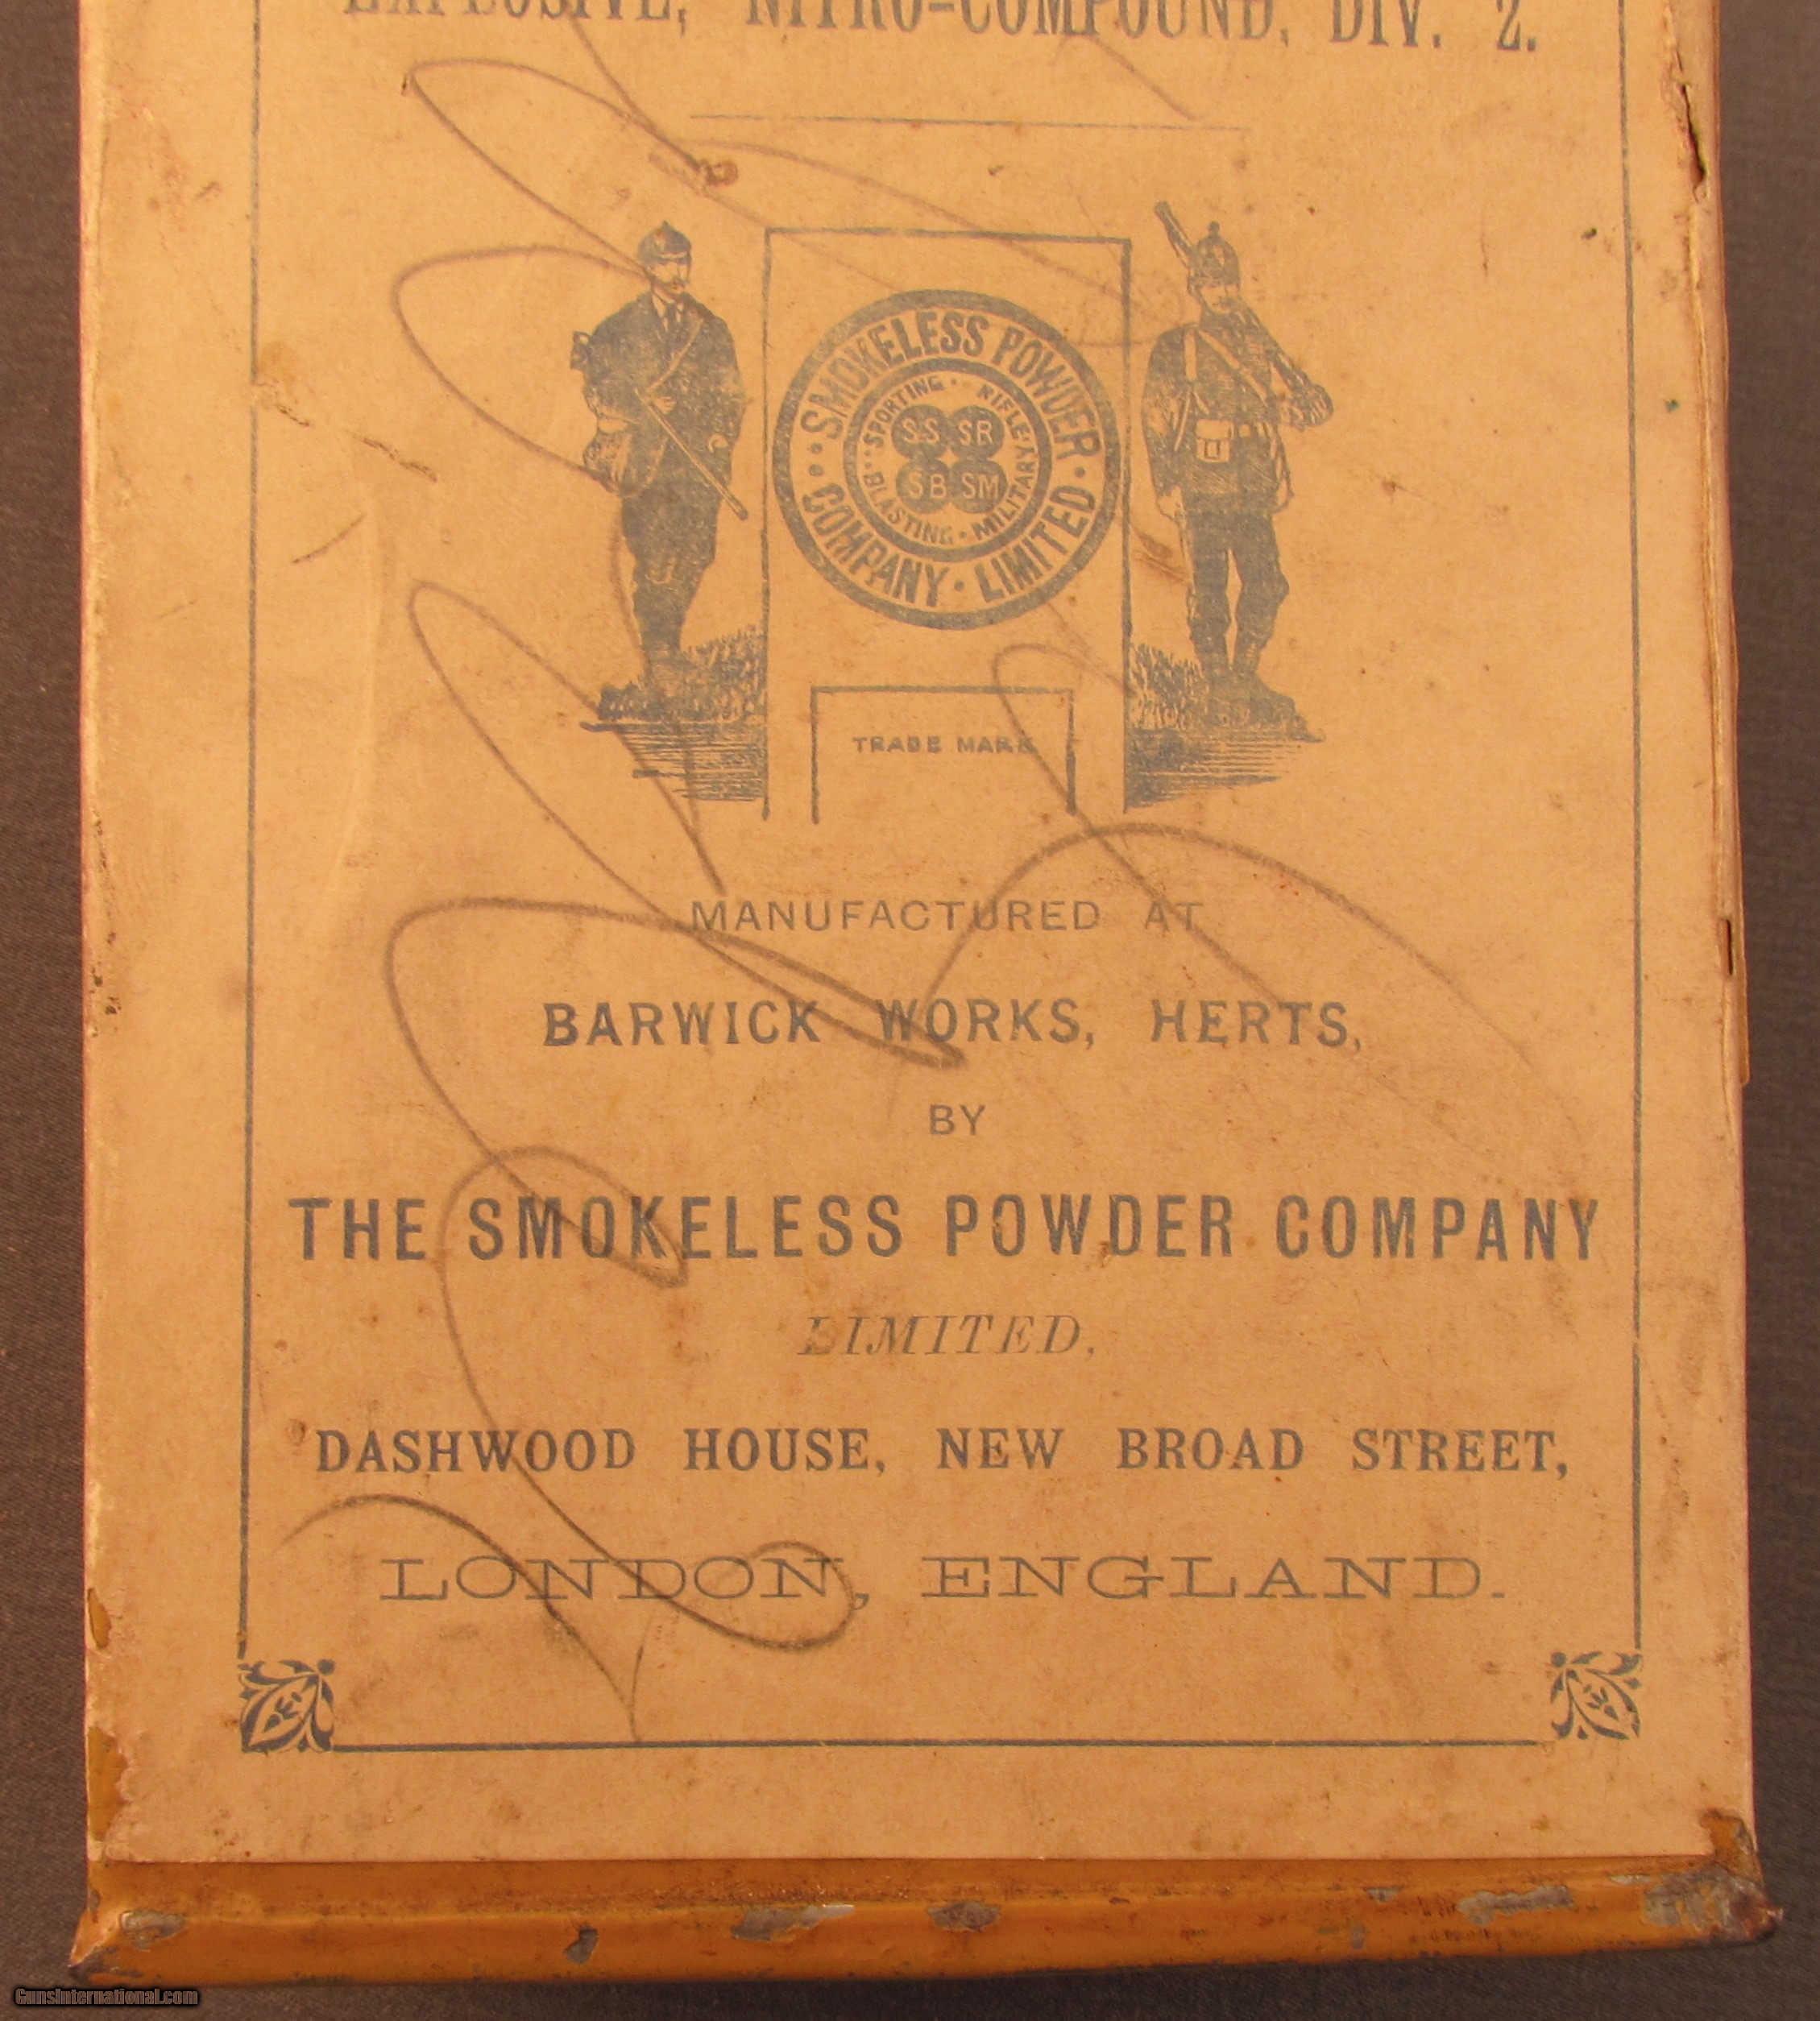 EXPLOSIVE, NITRO-COMPOUND, DIV. 2.
SMOKELESS POWDER
COMPANY · LIMITED
SPORTING · RIFLE
BLASTING · MILITARY
SS SR
SB SM
TRADE MARK
MANUFACTURED AT
BARWICK WORKS, HERTS,
BY
THE SMOKELESS POWDER COMPANY
LIMITED,
DASHWOOD HOUSE, NEW BROAD STREET,
LONDON, ENGLAND.
GunsInternational.com